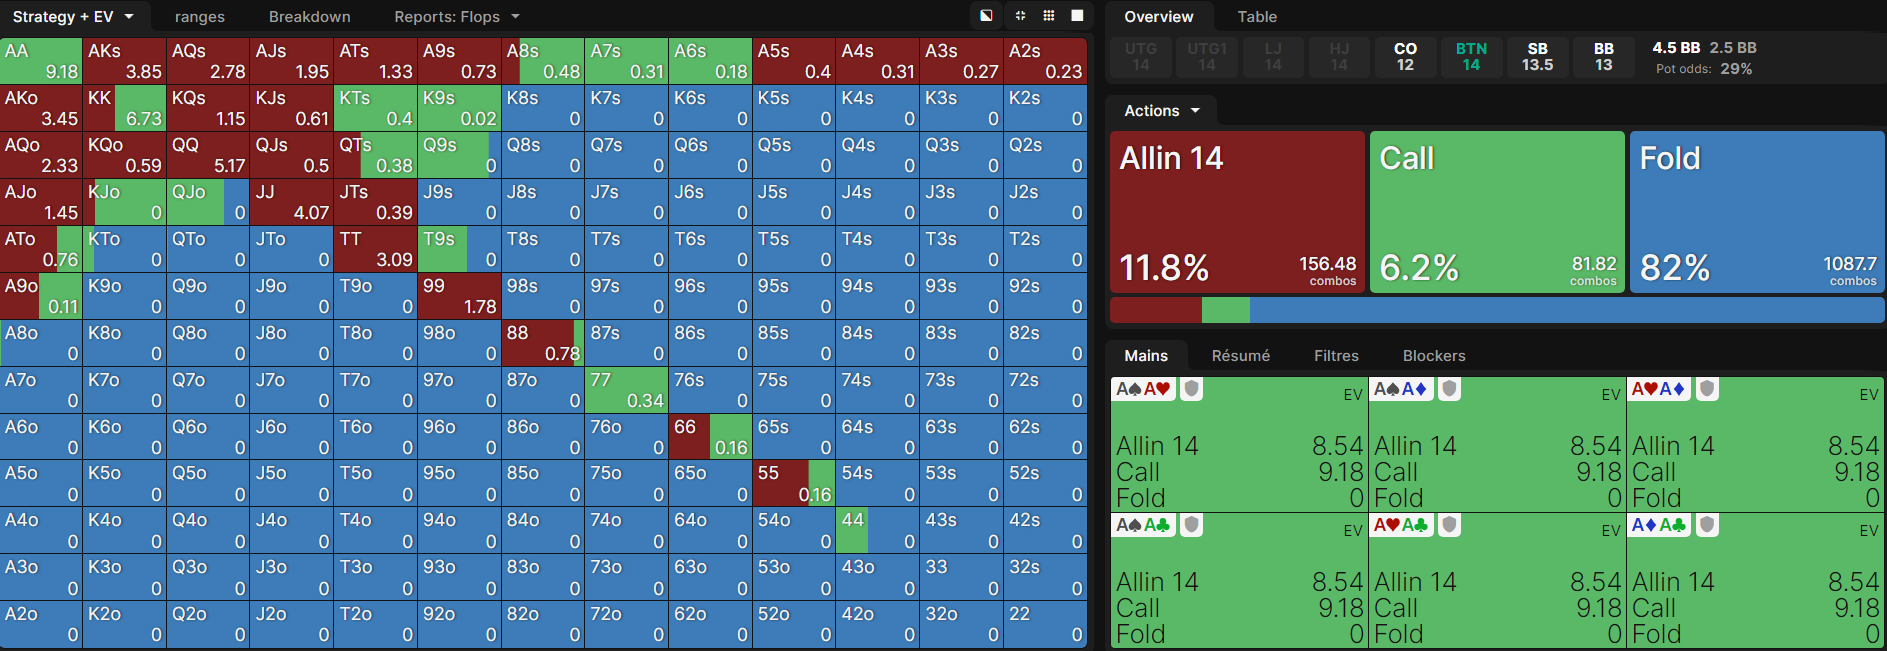 Strategy + EV ranges Breakdown Reports: Flops
AA AKs AQs AJs ATs A9s A8s A7s A6s A5s A4s A3s A2s
9.18 3.85 2.78 1.95 1.33 0.73 0.48 0.31 0.18 0.4 0.31 0.27 0.23
AKo KK KQs KJs KTs K9s K8s K7s K6s K5s K4s K3s K2s
3.45 6.73 1.15 0.61 0.4 0.02 0 0 0 0 0 0 0
AQo KQo QQ QJs QTs Q9s Q8s Q7s Q6s Q5s Q4s Q3s Q2s
2.33 0.59 5.17 0.5 0.38 0 0 0 0 0 0 0 0
AJo KJo QJo JJ JTs J9s J8s J7s J6s J5s J4s J3s J2s
1.45 0 0 4.07 0.39 0 0 0 0 0 0 0 0
ATo KTo QTo JTo TT T9s T8s T7s T6s T5s T4s T3s T2s
0.76 0 0 0 3.09 0 0 0 0 0 0 0 0
A9o K9o Q9o J9o T9o 99 98s 97s 96s 95s 94s 93s 92s
0.11 0 0 0 0 1.78 0 0 0 0 0 0 0
A8o K8o Q8o J8o T8o 98o 88 87s 86s 85s 84s 83s 82s
0 0 0 0 0 0 0.78 0 0 0 0 0 0
A7o K7o Q7o J7o T7o 97o 87o 77 76s 75s 74s 73s 72s
0 0 0 0 0 0 0 0.34 0 0 0 0 0
A6o K6o Q6o J6o T6o 96o 86o 76o 66 65s 64s 63s 62s
0 0 0 0 0 0 0 0 0.16 0 0 0 0
A5o K5o Q5o J5o T5o 95o 85o 75o 65o 55 54s 53s 52s
0 0 0 0 0 0 0 0 0 0.16 0 0 0
A4o K4o Q4o J4o T4o 94o 84o 74o 64o 54o 44 43s 42s
0 0 0 0 0 0 0 0 0 0 0 0
A3o K3o Q3o J3o T3o 93o 83o 73o 63o 53o 43o 33 32s
0 0 0 0 0 0 0 0 0 0 0 0 0
A2o K2o Q2o J2o T2o 92o 82o 72o 62o 52o 42o 32o 22
0 0 0 0 0 0 0 0 0 0 0 0 0
Overview Table
UTG UTG1 LJ HJ CO BTN SB BB 4.5 BB 2.5 BB
14 14 14 14 12 14 13.5 13 Pot odds: 29%
Actions
Allin 14 Call Fold
11.8% 156.48 combos 6.2% 81.82 combos 82% 1087.7 combos
Mains Résumé Filtres Blockers
A♠A♥ EV A♠A♦ EV A♥A♦ EV
Allin 14 8.54 Allin 14 8.54 Allin 14 8.54
Call 9.18 Call 9.18 Call 9.18
Fold 0 Fold 0 Fold 0
A♠A♣ EV A♥A♣ EV A♦A♣ EV
Allin 14 8.54 Allin 14 8.54 Allin 14 8.54
Call 9.18 Call 9.18 Call 9.18
Fold 0 Fold 0 Fold 0